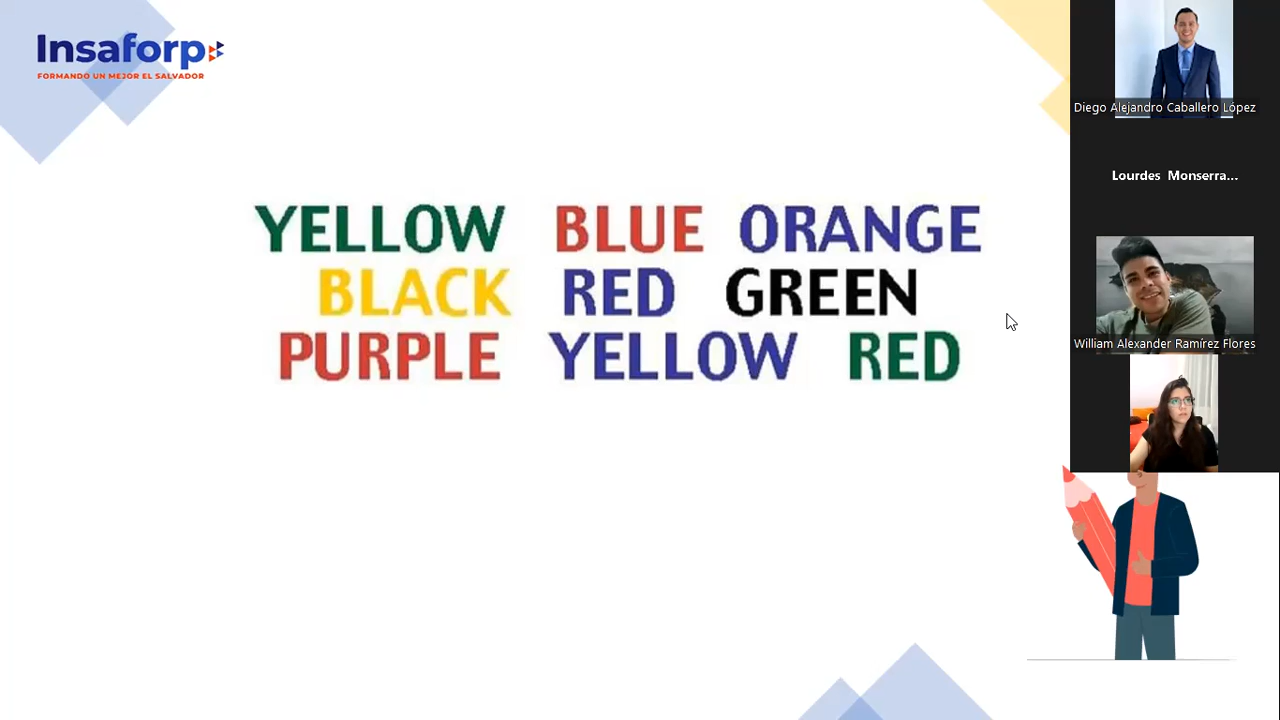 Insaforp
FORMANDO UN MEJOR EL SALVADOR
YELLOW BLUE ORANGE
BLACK RED GREEN
PURPLE YELLOW RED
Diego Alejandro Caballero López
Lourdes Monserra...
William Alexander Ramírez Flores